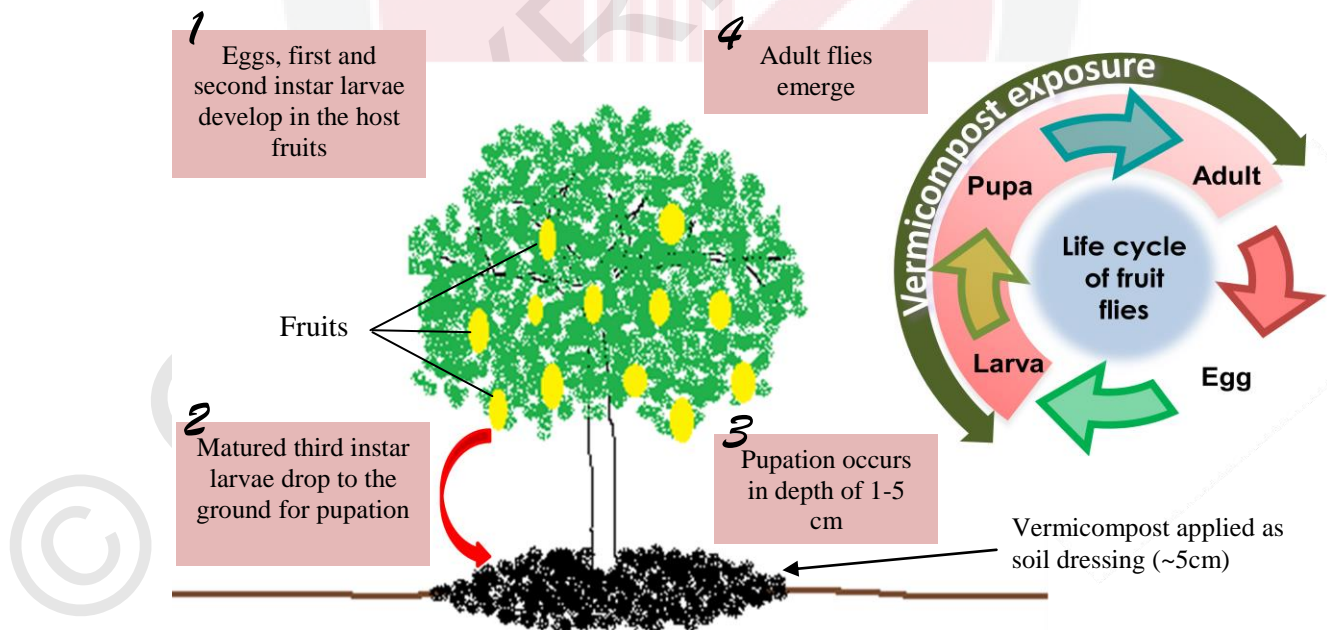 1
Eggs, first and
second instar larvae
develop in the host
fruits
4
Adult flies
emerge
Fruits
2
Matured third instar
larvae drop to the
ground for pupation
3
Pupation occurs
in depth of 1-5
cm
Vermicompost applied as
soil dressing (~5cm)
Vermicompost exposure
Pupa
Adult
Life cycle
of fruit
flies
Larva
Egg
©